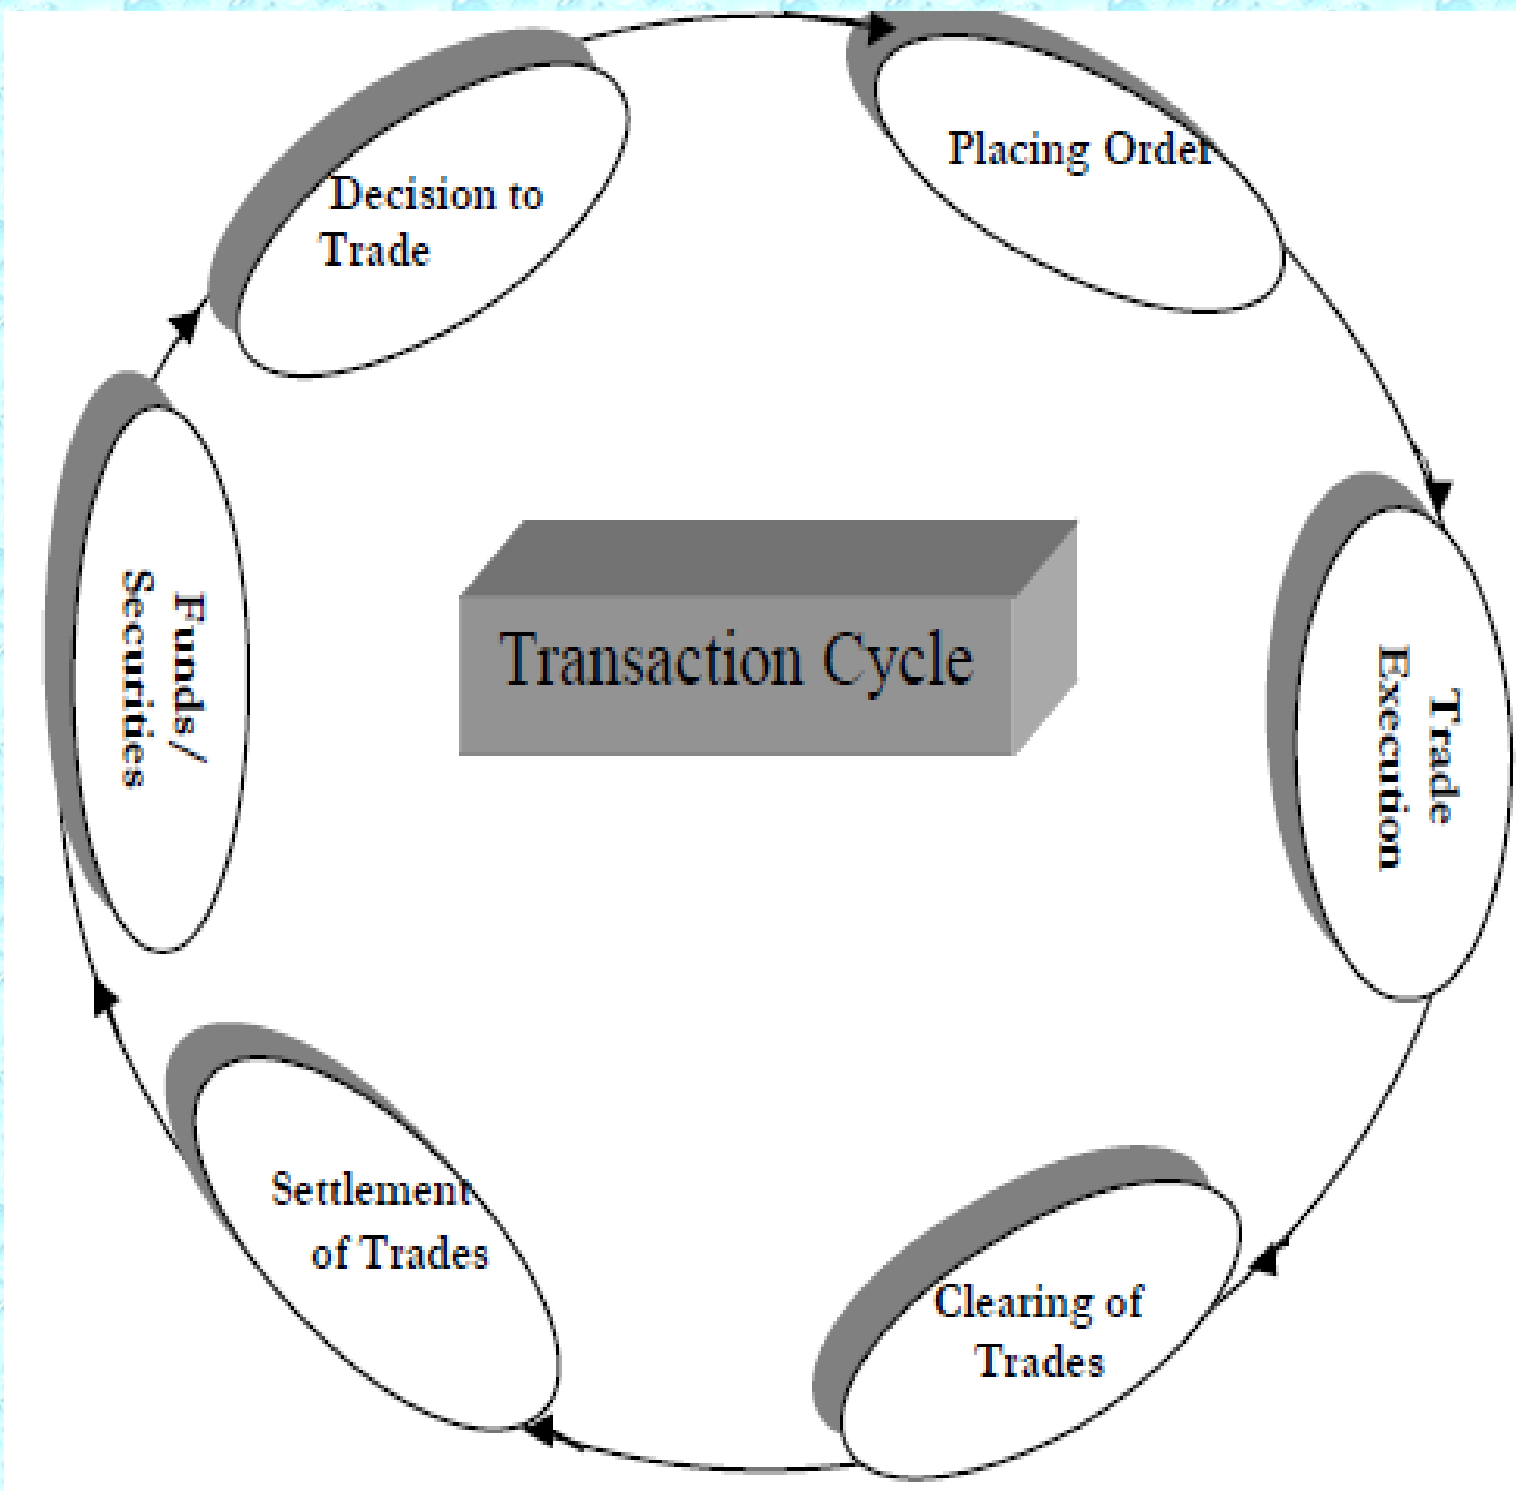 Decision to
Trade
Placing Order
Trade
Execution
Clearing of
Trades
Settlement
of Trades
Funds/
Securities
Transaction Cycle